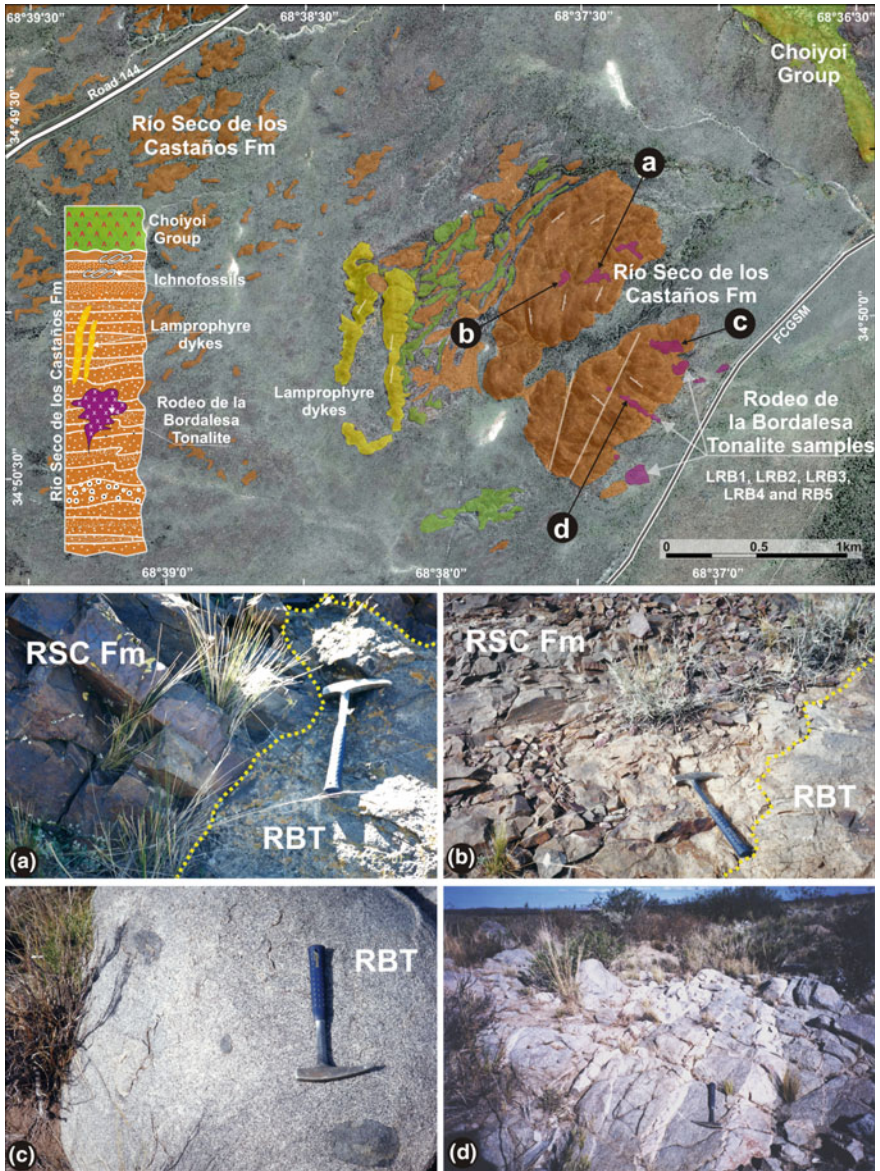 68°39'30"
68°38'30"
68°37'30"
68°36'30"
34°49'30"
Road 144
Río Seco de los
Castaños Fm
Choiyoi
Group
a
Choiyoi
Group
Ichnofossils
Río Seco de los Castaños Fm
Lamprophyre
dykes
Rodeo de la
Bordalesa
Tonalite
Río Seco de los
Castaños Fm
b
c
FCGSM
34°50'0"
Lamprophyre
dykes
Rodeo de
la Bordalesa
Tonalite samples
LRB1, LRB2, LRB3,
LRB4 and RB5
34°50'30"
d
0 0.5 1km
68°39'0"
68°38'0"
68°37'0"
RSC Fm
RBT
(a)
RSC Fm
RBT
(b)
RBT
(c)
(d)